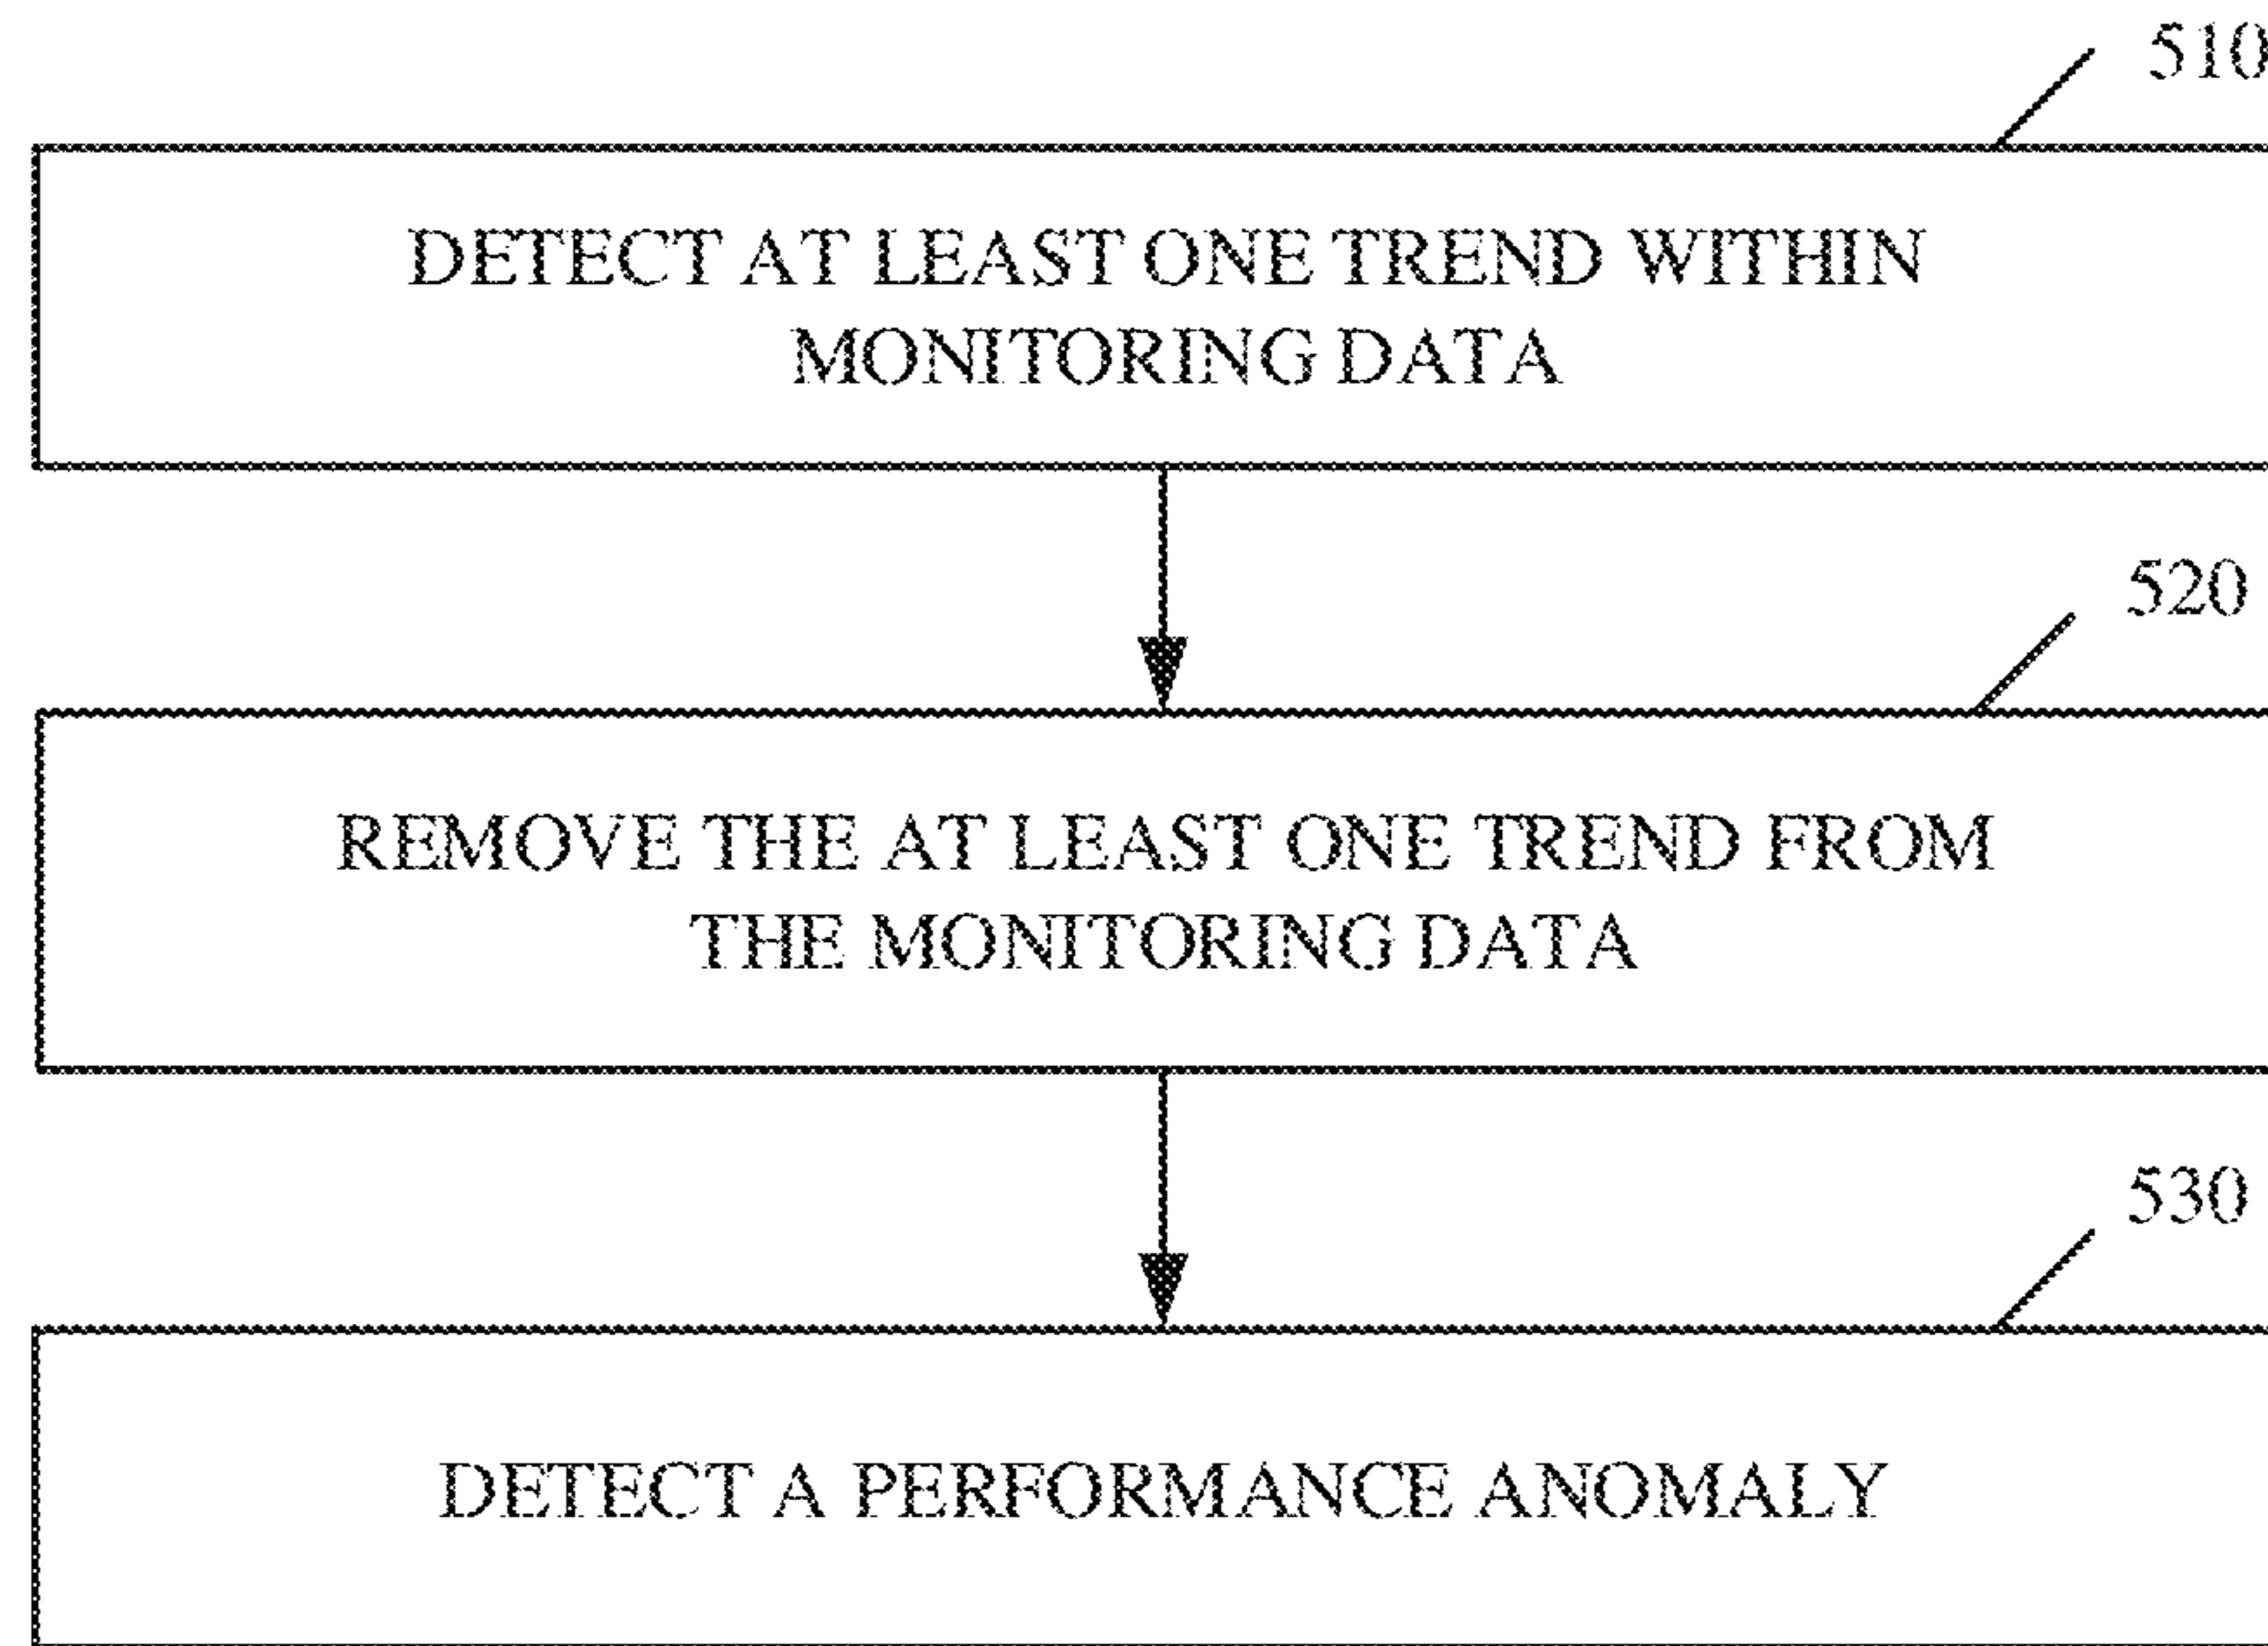 510
DETECT AT LEAST ONE TREND WITHIN
MONITORING DATA
520
REMOVE THE AT LEAST ONE TREND FROM
THE MONITORING DATA
530
DETECT A PERFORMANCE ANOMALY